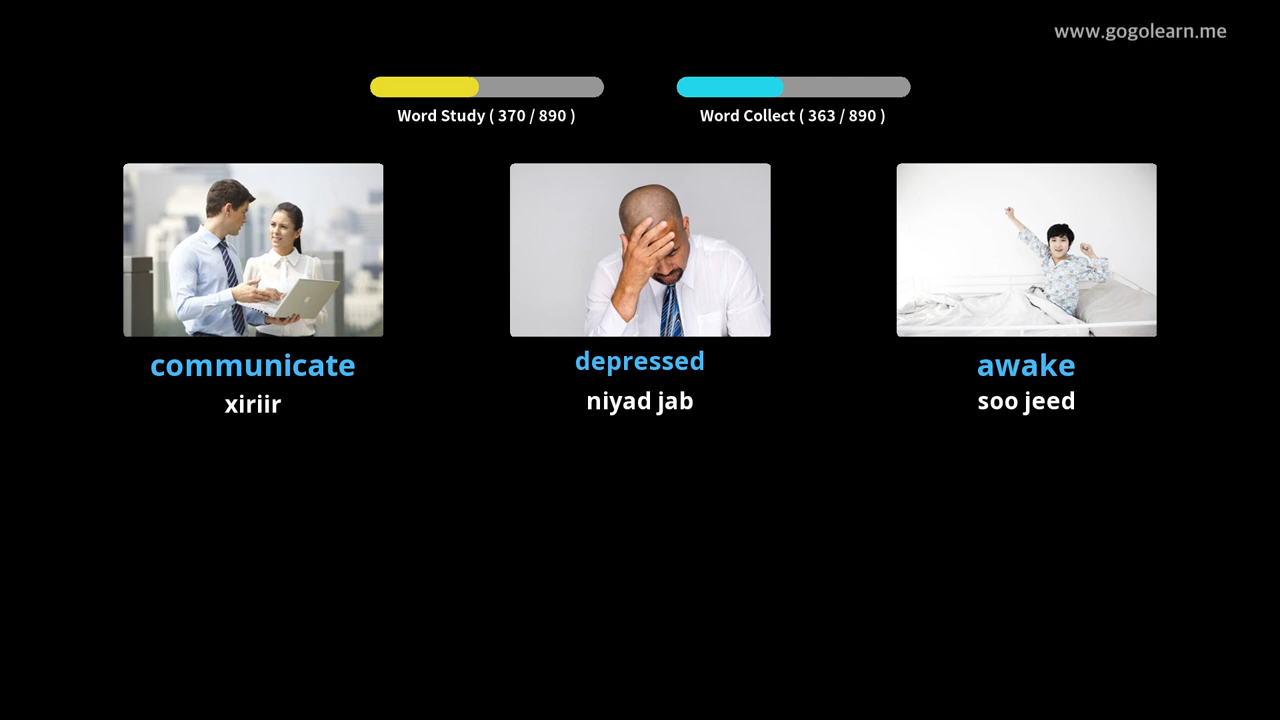 www.gogolearn.me
Word Study ( 370 / 890 )
Word Collect ( 363 / 890 )
communicate
xiriir
depressed
niyad jab
awake
soo jeed